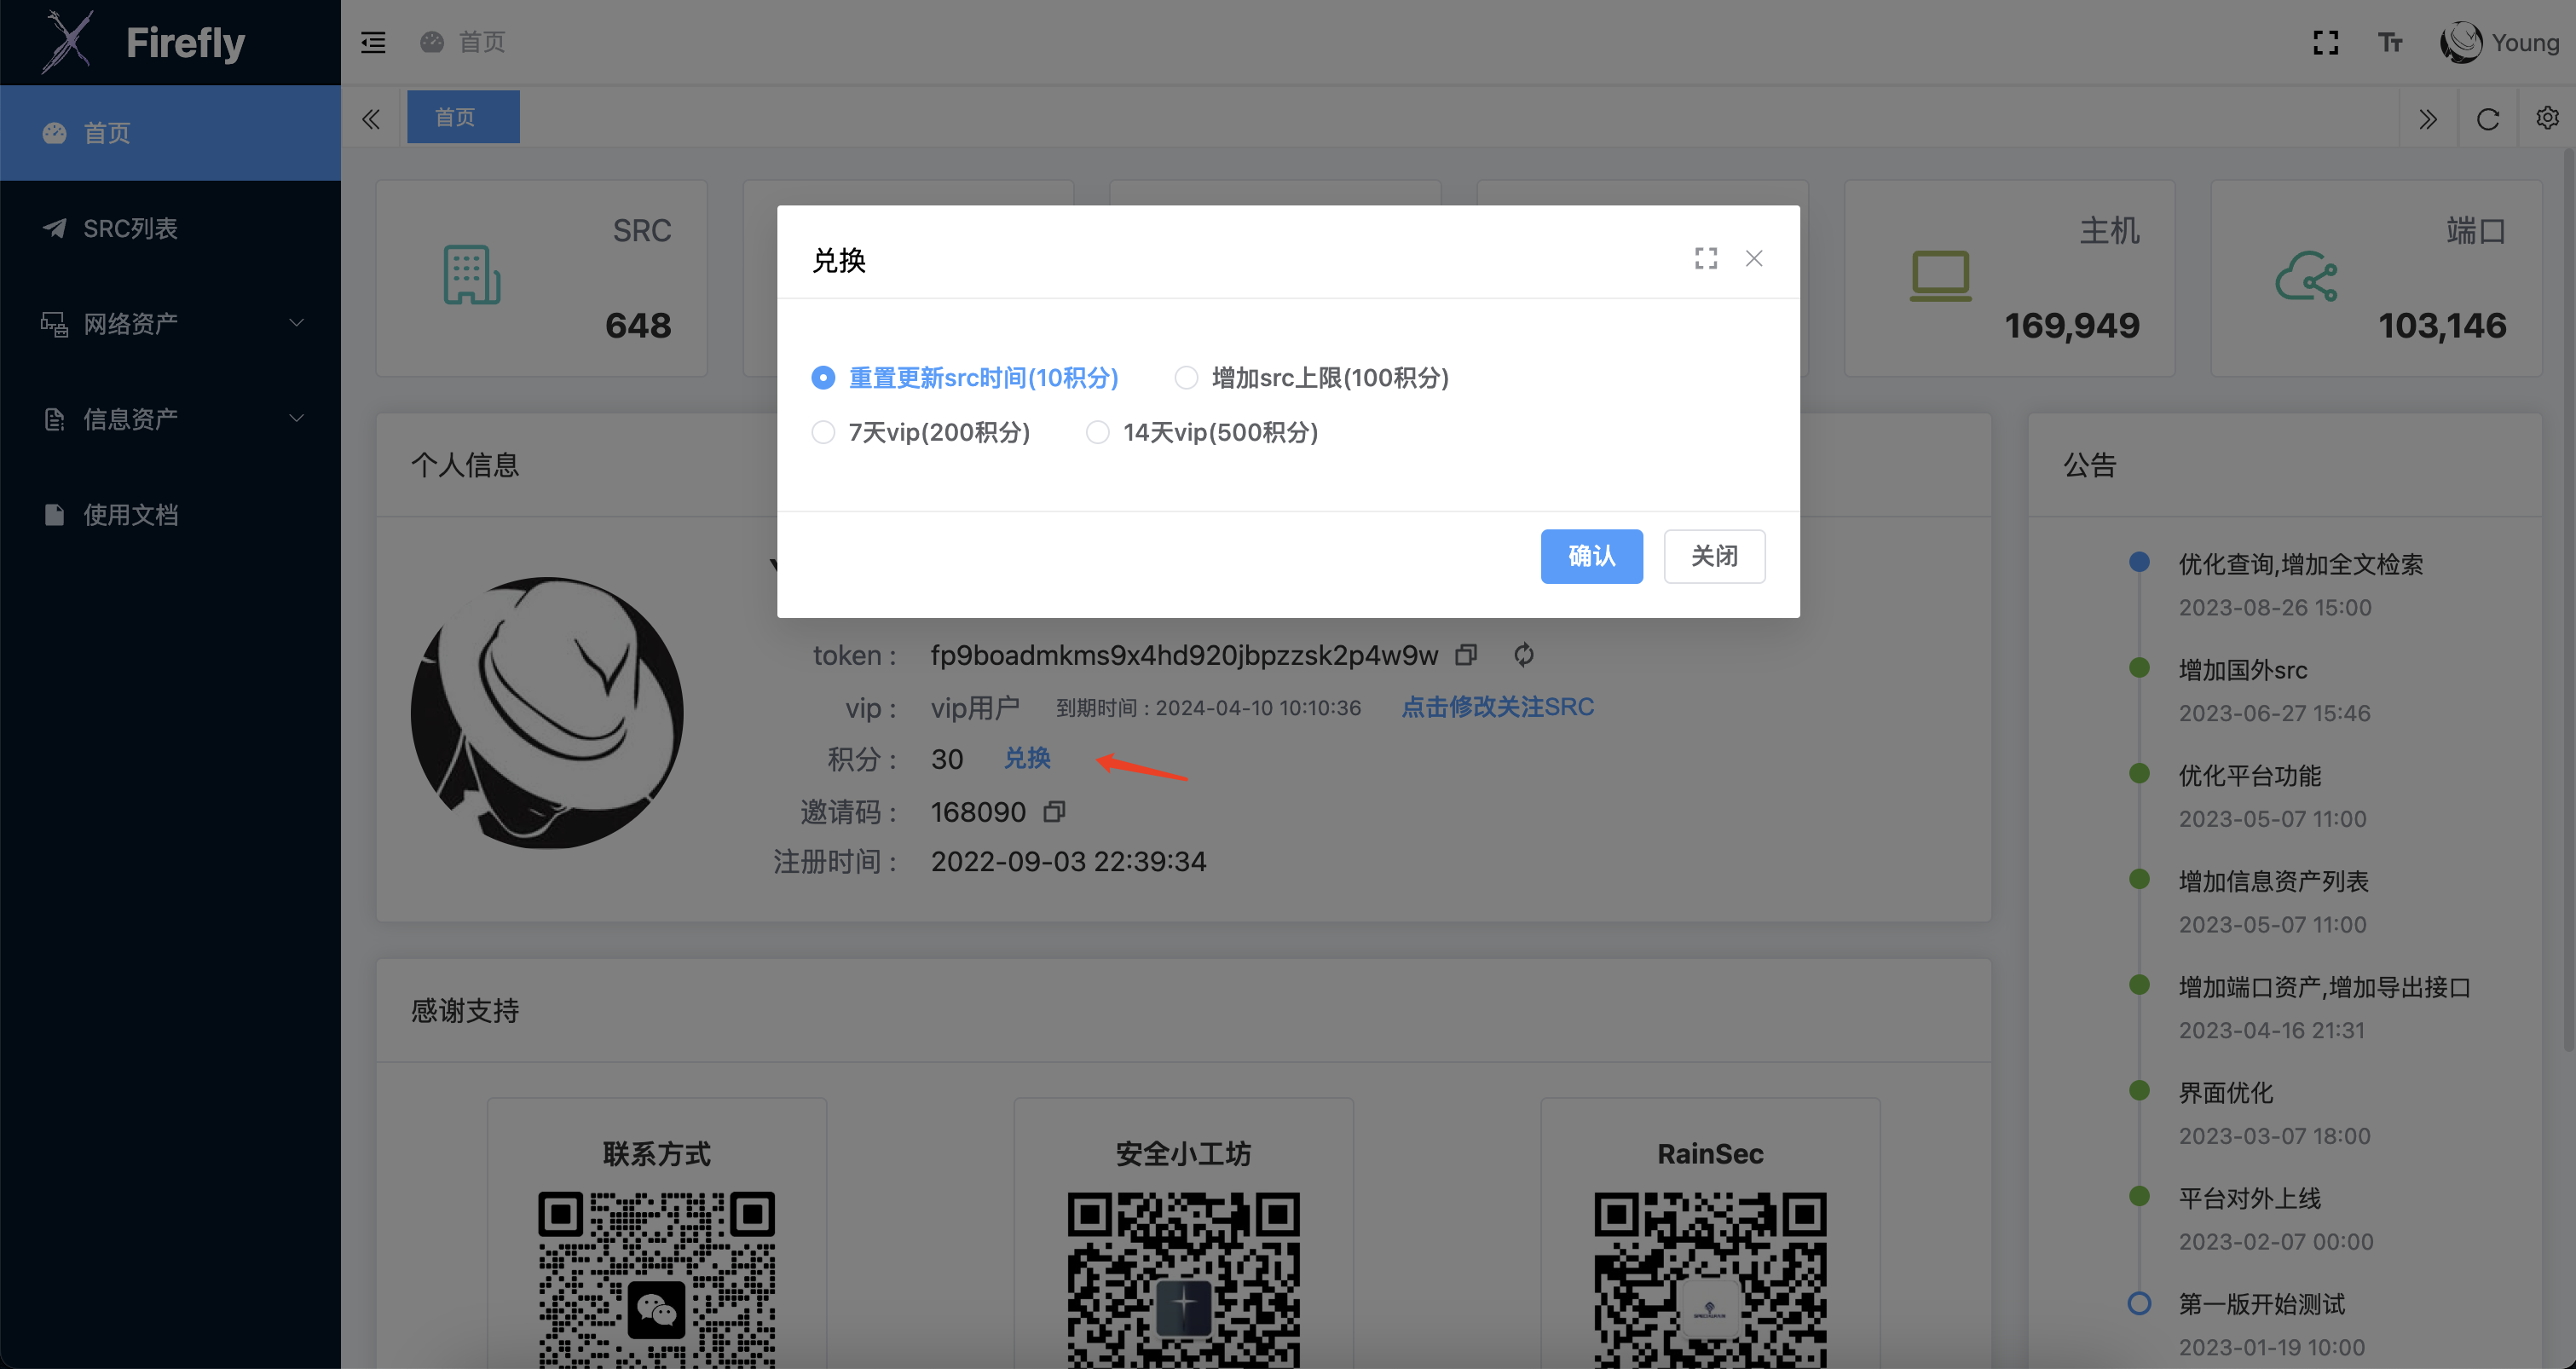 Firefly
首页
Young
首页
首页
SRC列表
网络资产
信息资产
使用文档
SRC
648
主机
169,949
端口
103,146
兑换
重置更新src时间(10积分)
增加src上限(100积分)
7天vip(200积分)
14天vip(500积分)
确认
关闭
个人信息
token :
fp9boadmkms9x4hd920jbpzzsk2p4w9w
vip :
vip用户
到期时间 : 2024-04-10 10:10:36
点击修改关注SRC
积分 :
30
兑换
邀请码 :
168090
注册时间 :
2022-09-03 22:39:34
感谢支持
联系方式
安全小工坊
RainSec
公告
优化查询,增加全文检索
2023-08-26 15:00
增加国外src
2023-06-27 15:46
优化平台功能
2023-05-07 11:00
增加信息资产列表
2023-05-07 11:00
增加端口资产,增加导出接口
2023-04-16 21:31
界面优化
2023-03-07 18:00
平台对外上线
2023-02-07 00:00
第一版开始测试
2023-01-19 10:00